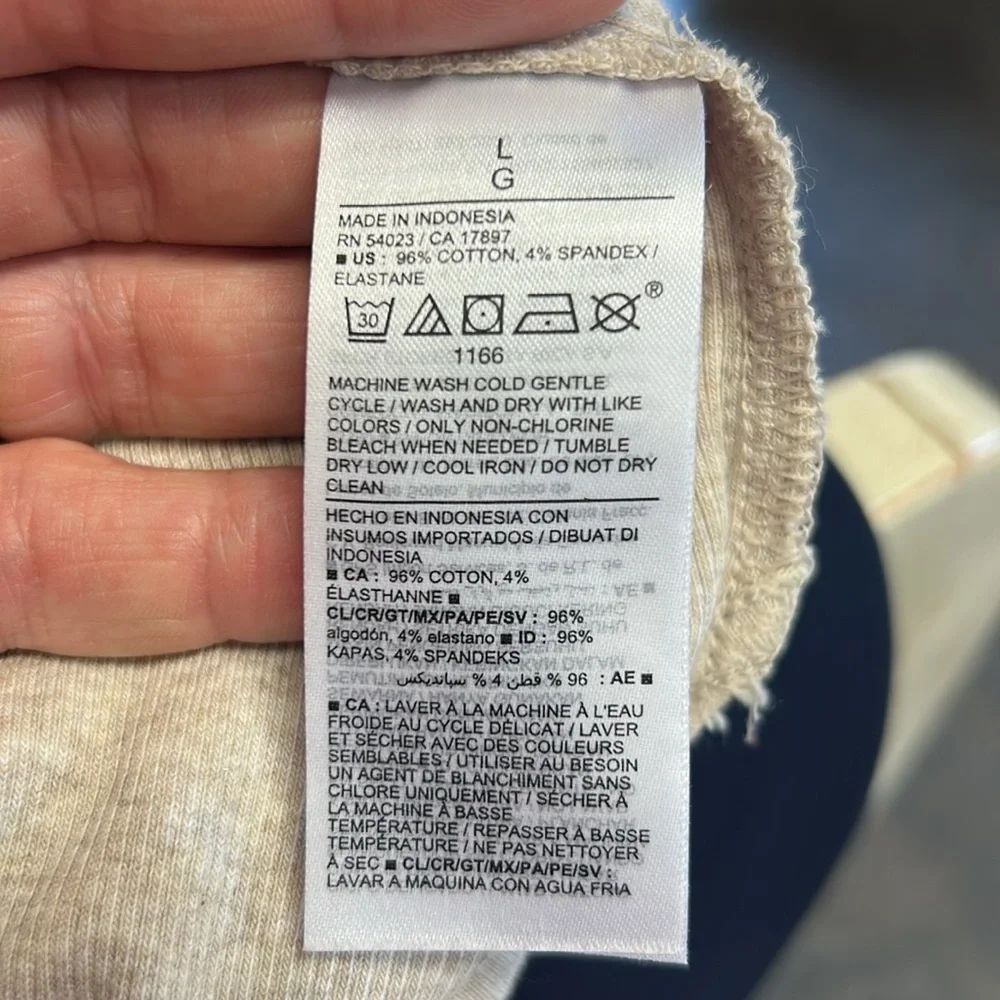 L
G
MADE IN INDONESIA
RN 54023 / CA 17897
■ US : 96% COTTON, 4% SPANDEX /
ELASTANE
30
®
1166
MACHINE WASH COLD GENTLE
CYCLE / WASH AND DRY WITH LIKE
COLORS / ONLY NON-CHLORINE
BLEACH WHEN NEEDED / TUMBLE
DRY LOW / COOL IRON / DO NOT DRY
CLEAN
HECHO EN INDONESIA CON
INSUMOS IMPORTADOS / DIBUAT DI
INDONESIA
■ CA : 96% COTON, 4%
ÉLASTHANNE ■
CL/CR/GT/MX/PA/PE/SV : 96%
algodón, 4% elastano ■ ID : 96%
KAPAS, 4% SPANDEKS
■ AE : 96 % قطن 4 % سبانديكس
■ CA : LAVER À LA MACHINE À L'EAU
FROIDE AU CYCLE DÉLICAT / LAVER
ET SÉCHER AVEC DES COULEURS
SEMBLABLES / UTILISER AU BESOIN
UN AGENT DE BLANCHIMENT SANS
CHLORE UNIQUEMENT / SÉCHER À
LA MACHINE À BASSE
TEMPÉRATURE / REPASSER À BASSE
TEMPÉRATURE / NE PAS NETTOYER
À SEC ■ CL/CR/GT/MX/PA/PE/SV :
LAVAR A MAQUINA CON AGUA FRIA